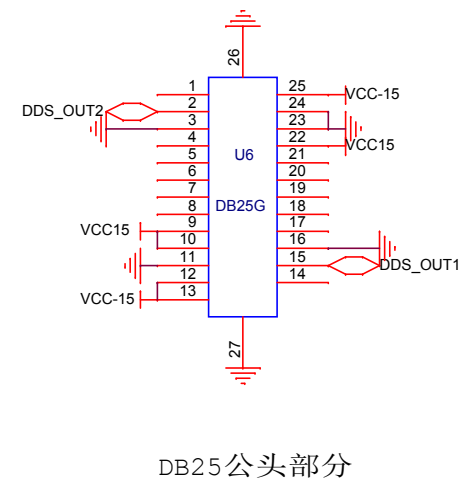 26
1 25 VCC-15
DDS_OUT2 2 24
3 23
4 22 VCC15
5 U6 21
6 20
7 19
8 DB25G 18
VCC15 9 17
10 16
11 15 DDS_OUT1
12 14
VCC-15 13
27
DB25公头部分